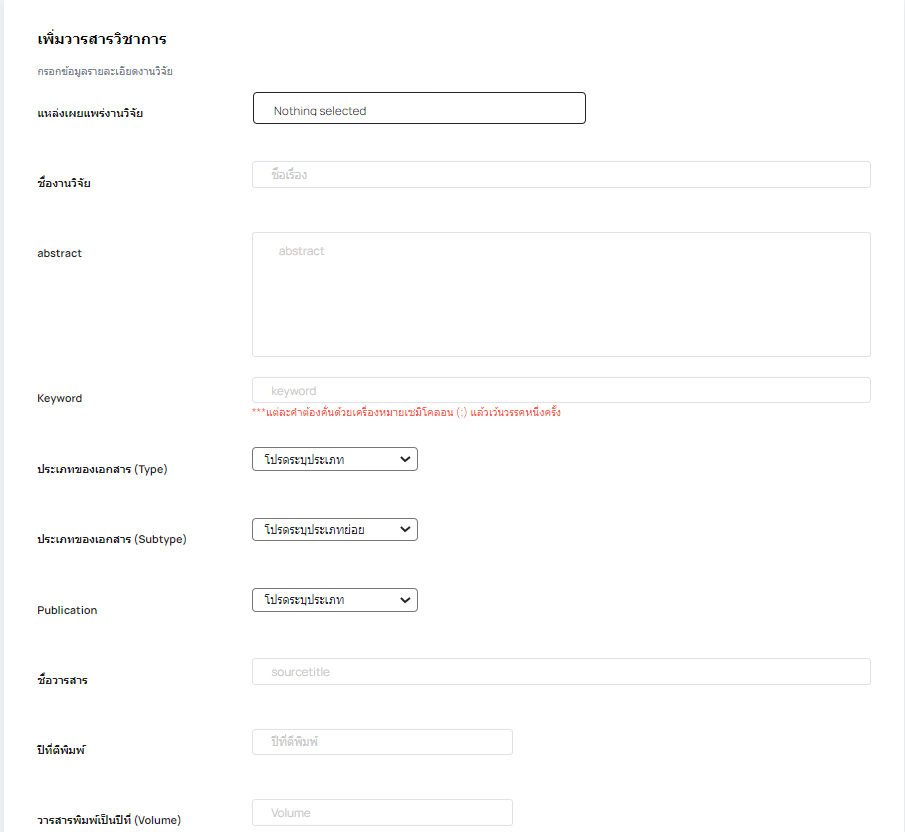 เพิ่มวารสารวิชาการ
กรอกข้อมูลรายละเอียดงานวิจัย
แหล่งเผยแพร่งานวิจัย
Nothing selected
ชื่องานวิจัย
ชื่อเรื่อง
abstract
abstract
Keyword
keyword
***แต่ละคำต้องคั่นด้วยเครื่องหมายเซมิโคลอน (;) แล้วเว้นวรรคหนึ่งครั้ง
ประเภทของเอกสาร (Type)
โปรดระบุประเภท
ประเภทของเอกสาร (Subtype)
โปรดระบุประเภทย่อย
Publication
โปรดระบุประเภท
ชื่อวารสาร
sourcetitle
ปีที่ตีพิมพ์
ปีที่ตีพิมพ์
วารสารพิมพ์เป็นปีที่ (Volume)
Volume